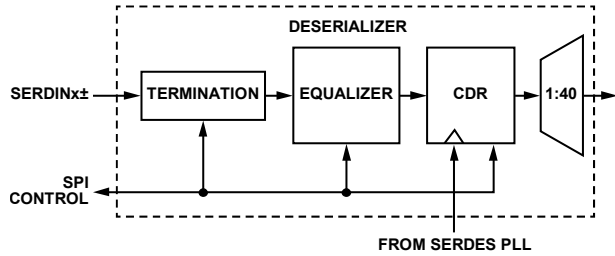 DESERIALIZER
SERDINx±
TERMINATION
EQUALIZER
CDR
1:40
SPI
CONTROL
FROM SERDES PLL